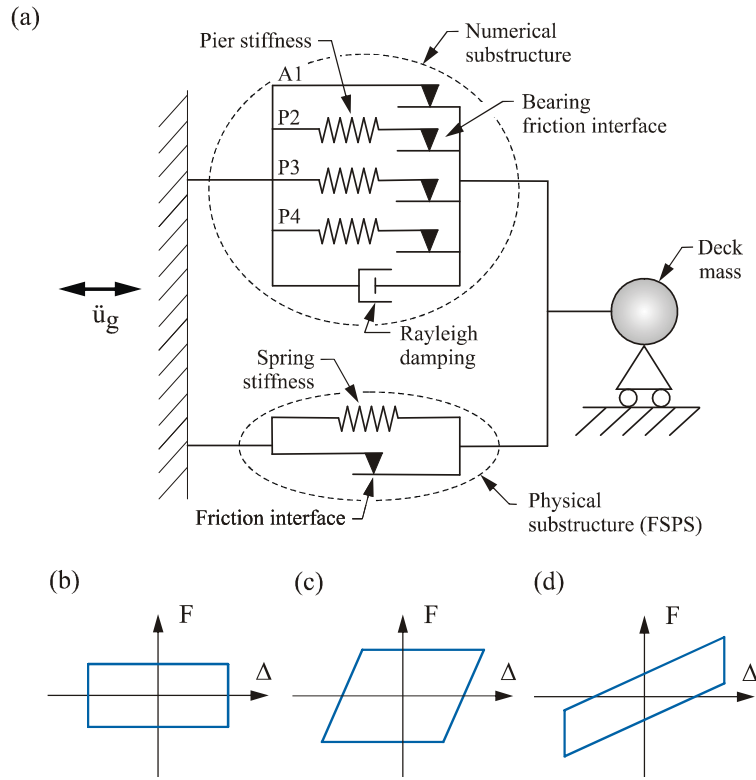 (a)
Pier stiffness
Numerical
substructure
A1
P2
P3
P4
Bearing
friction interface
üg
Rayleigh
damping
Deck
mass
Spring
stiffness
Friction interface
Physical
substructure (FSPS)
(b)
(c)
(d)
F
Δ
F
Δ
F
Δ